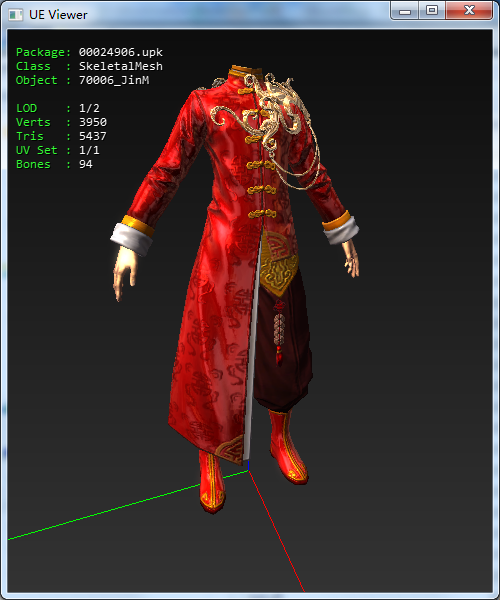 UE Viewer
Package: 00024906.upk
Class : SkeletalMesh
Object : 70006_JinM
LOD : 1/2
Verts : 3950
Tris : 5437
UV Set : 1/1
Bones : 94